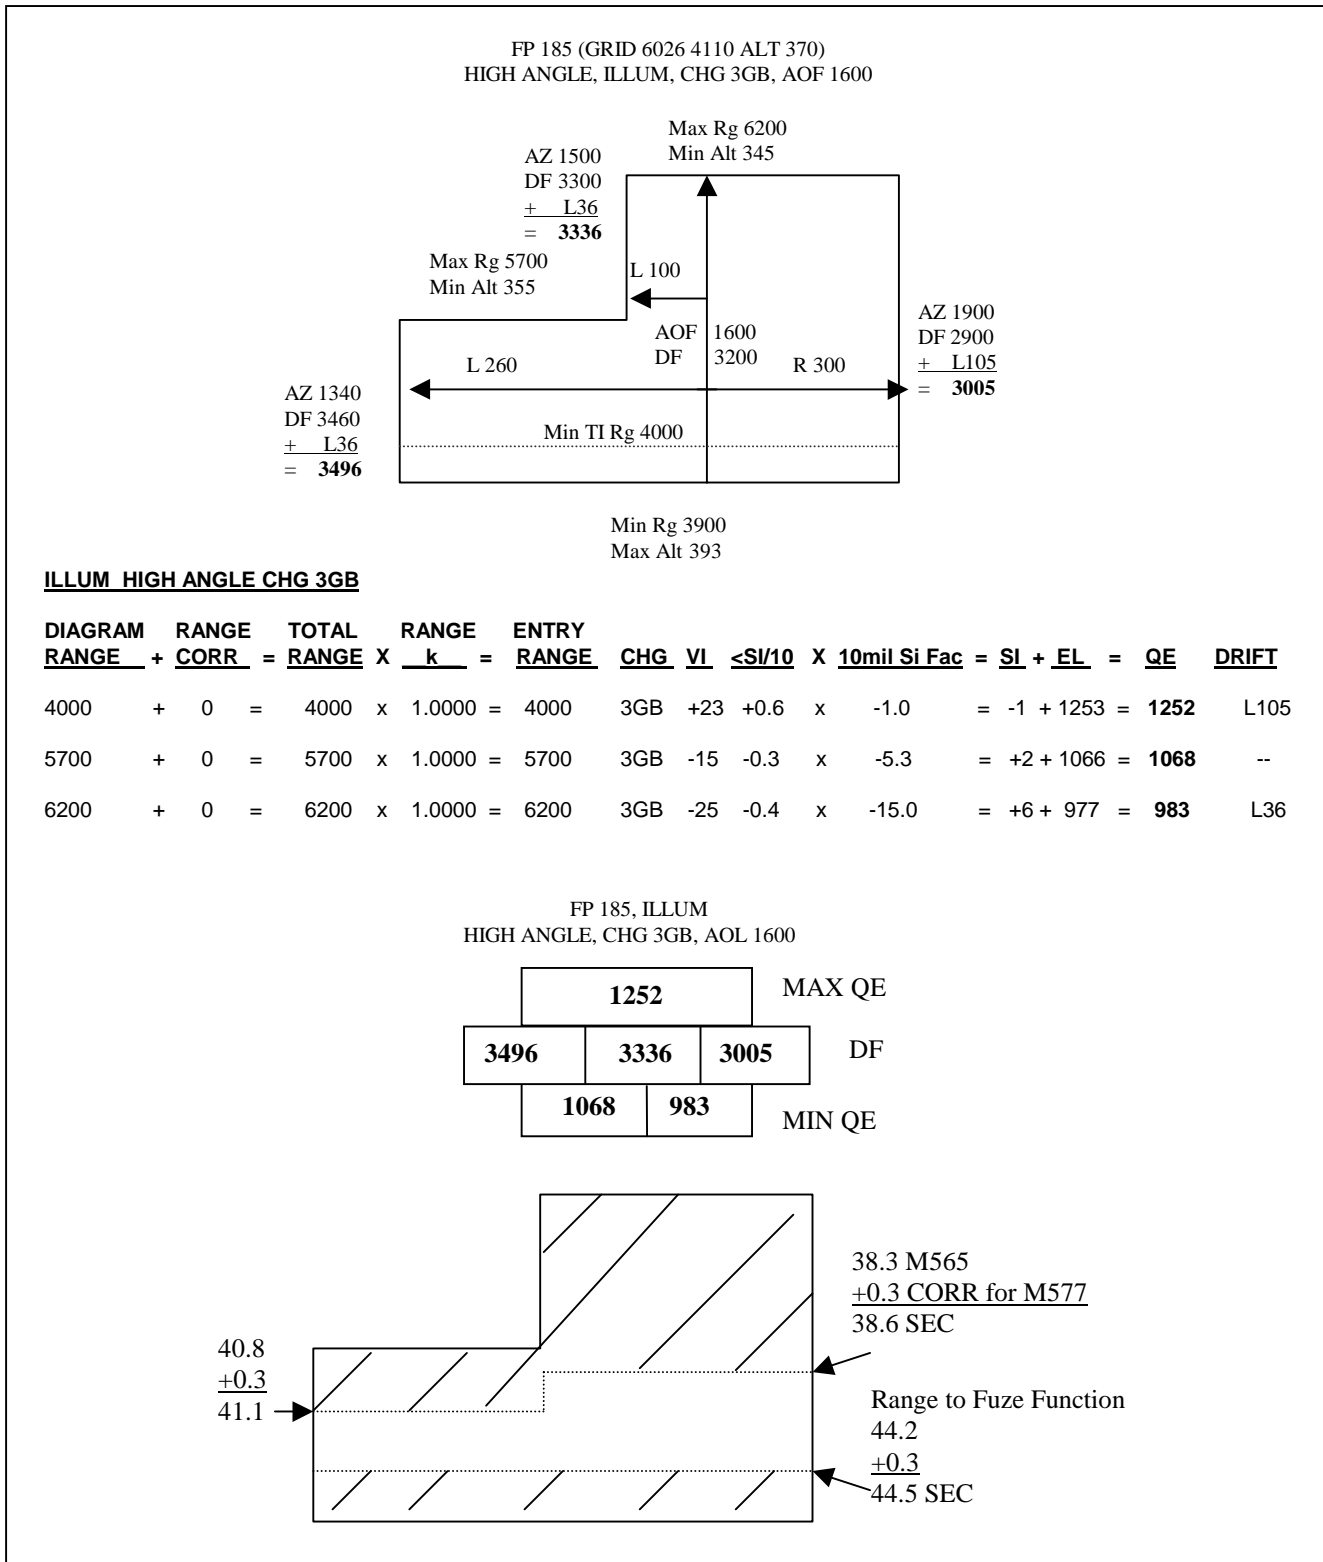 FP 185 (GRID 6026 4110 ALT 370)
HIGH ANGLE, ILLUM, CHG 3GB, AOF 1600
Max Rg 6200
Min Alt 345
AZ 1500
DF 3300
+ L36
= 3336
Max Rg 5700
Min Alt 355
L 100
AZ 1900
DF 2900
+ L105
= 3005
AOF 1600
DF 3200
L 260
R 300
AZ 1340
DF 3460
+ L36
= 3496
Min TI Rg 4000
Min Rg 3900
Max Alt 393
ILLUM HIGH ANGLE CHG 3GB
DIAGRAM RANGE TOTAL RANGE ENTRY
RANGE + CORR = RANGE X __k__ = RANGE CHG VI <SI/10 X 10mil Si Fac = SI + EL = QE DRIFT
4000 + 0 = 4000 x 1.0000 = 4000 3GB +23 +0.6 x -1.0 = -1 + 1253 = 1252 L105
5700 + 0 = 5700 x 1.0000 = 5700 3GB -15 -0.3 x -5.3 = +2 + 1066 = 1068 --
6200 + 0 = 6200 x 1.0000 = 6200 3GB -25 -0.4 x -15.0 = +6 + 977 = 983 L36
FP 185, ILLUM
HIGH ANGLE, CHG 3GB, AOL 1600
1252 MAX QE
3496 3336 3005 DF
1068 983 MIN QE
38.3 M565
+0.3 CORR for M577
38.6 SEC
40.8
+0.3
41.1
Range to Fuze Function
44.2
+0.3
44.5 SEC